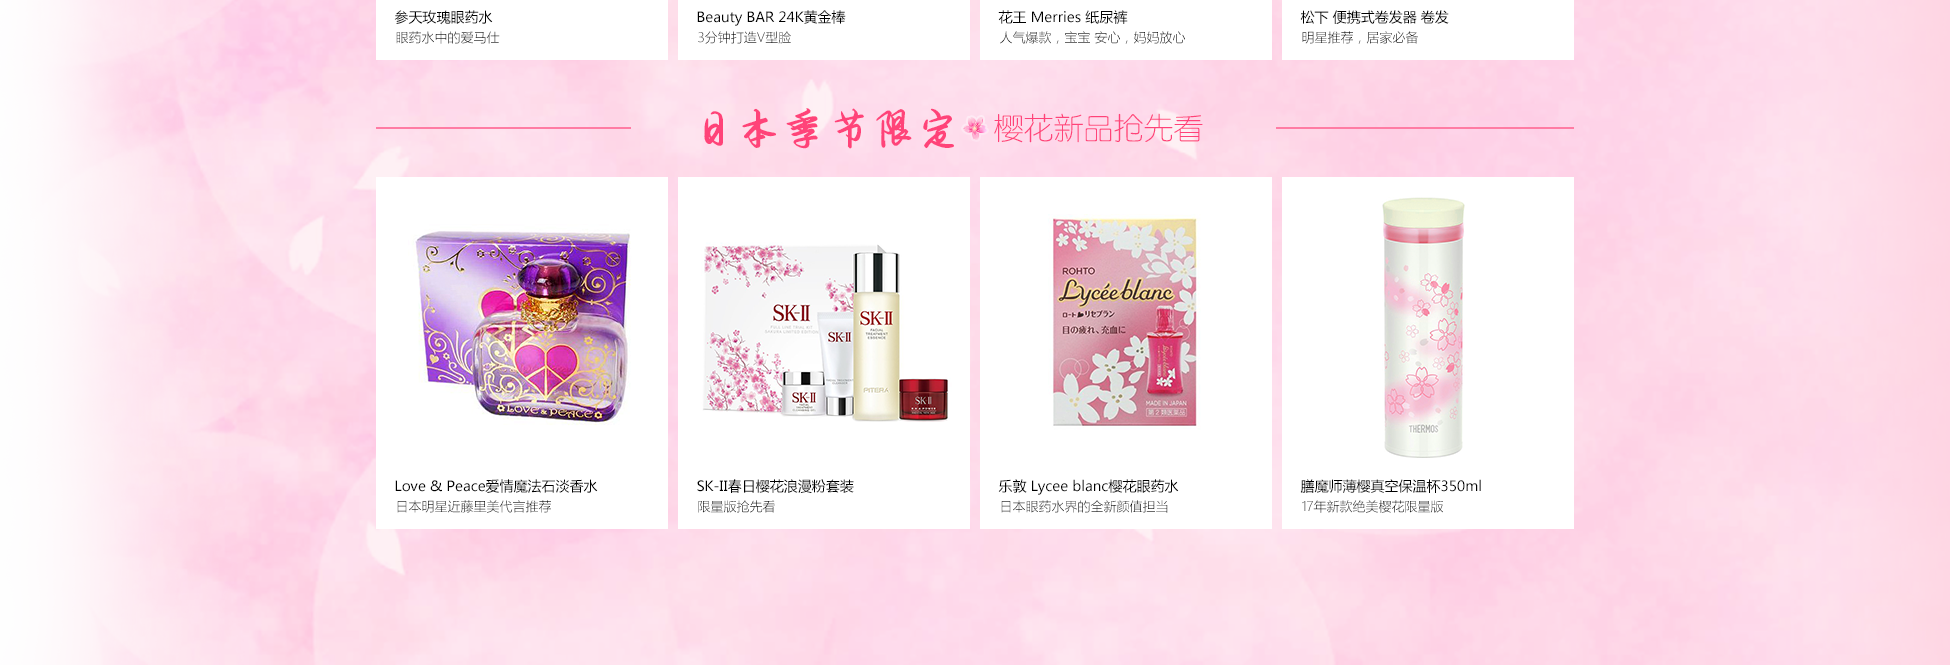 参天玫瑰眼药水
眼药水中的爱马仕
Beauty BAR 24K黄金棒
3分钟打造V型脸
花王 Merries 纸尿裤
人气爆款，宝宝 安心，妈妈放心
松下 便携式卷发器 卷发
明星推荐，居家必备
日本季节限定 樱花新品抢先看
LOVE & PEACE
Love & Peace爱情魔法石淡香水
日本明星近藤里美代言推荐
SK-II
SK-II
SK-II
FACIAL
TREATMENT
ESSENCE
PITERA
SK-II
SK-II
SK-II春日樱花浪漫粉套装
限量版抢先看
ROHTO
Lycée blanc
ロート リセブラン
目の疲れ、充血に
MADE IN JAPAN
第2類医薬品
乐敦 Lycee blanc樱花眼药水
日本眼药水界的全新颜值担当
THERMOS
膳魔师薄樱真空保温杯350ml
17年新款绝美樱花限量版